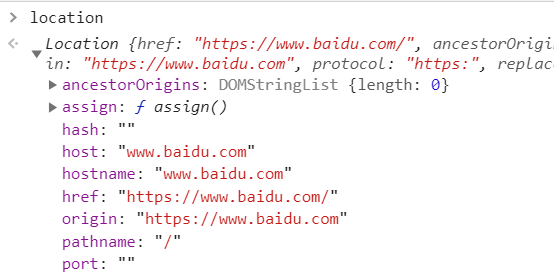 > location
Location {href: "https://www.baidu.com/", ancestorOrigi
in: "https://www.baidu.com", protocol: "https:", replac
ancestorOrigins: DOMStringList {length: 0}
assign: ƒ assign()
hash: ""
host: "www.baidu.com"
hostname: "www.baidu.com"
href: "https://www.baidu.com/"
origin: "https://www.baidu.com"
pathname: "/"
port: ""